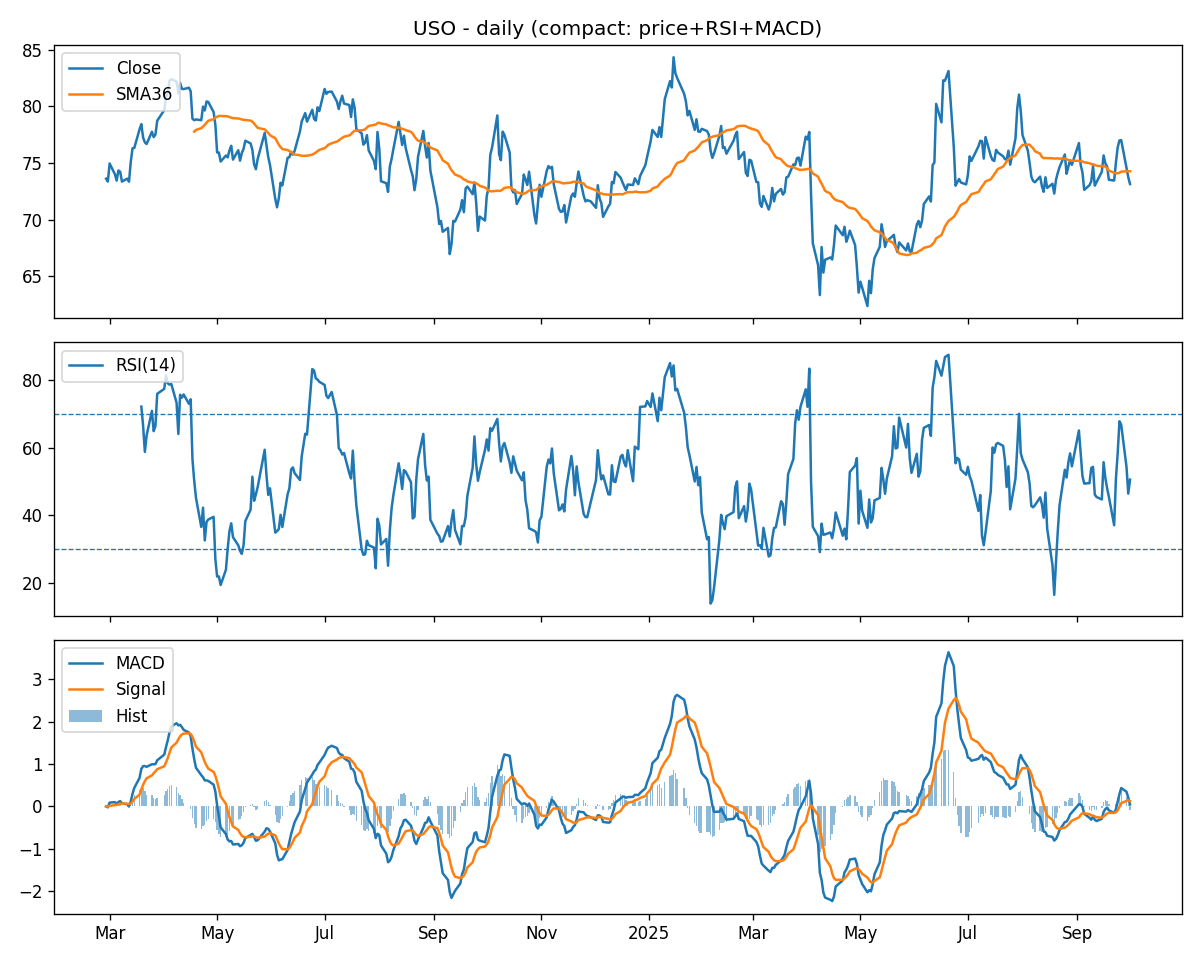 USO - daily (compact: price+RSI+MACD)
85
80
75
70
65
Close
SMA36
80
60
40
20
RSI(14)
3
2
1
0
−1
−2
MACD
Signal
Hist
Mar May Jul Sep Nov 2025 Mar May Jul Sep